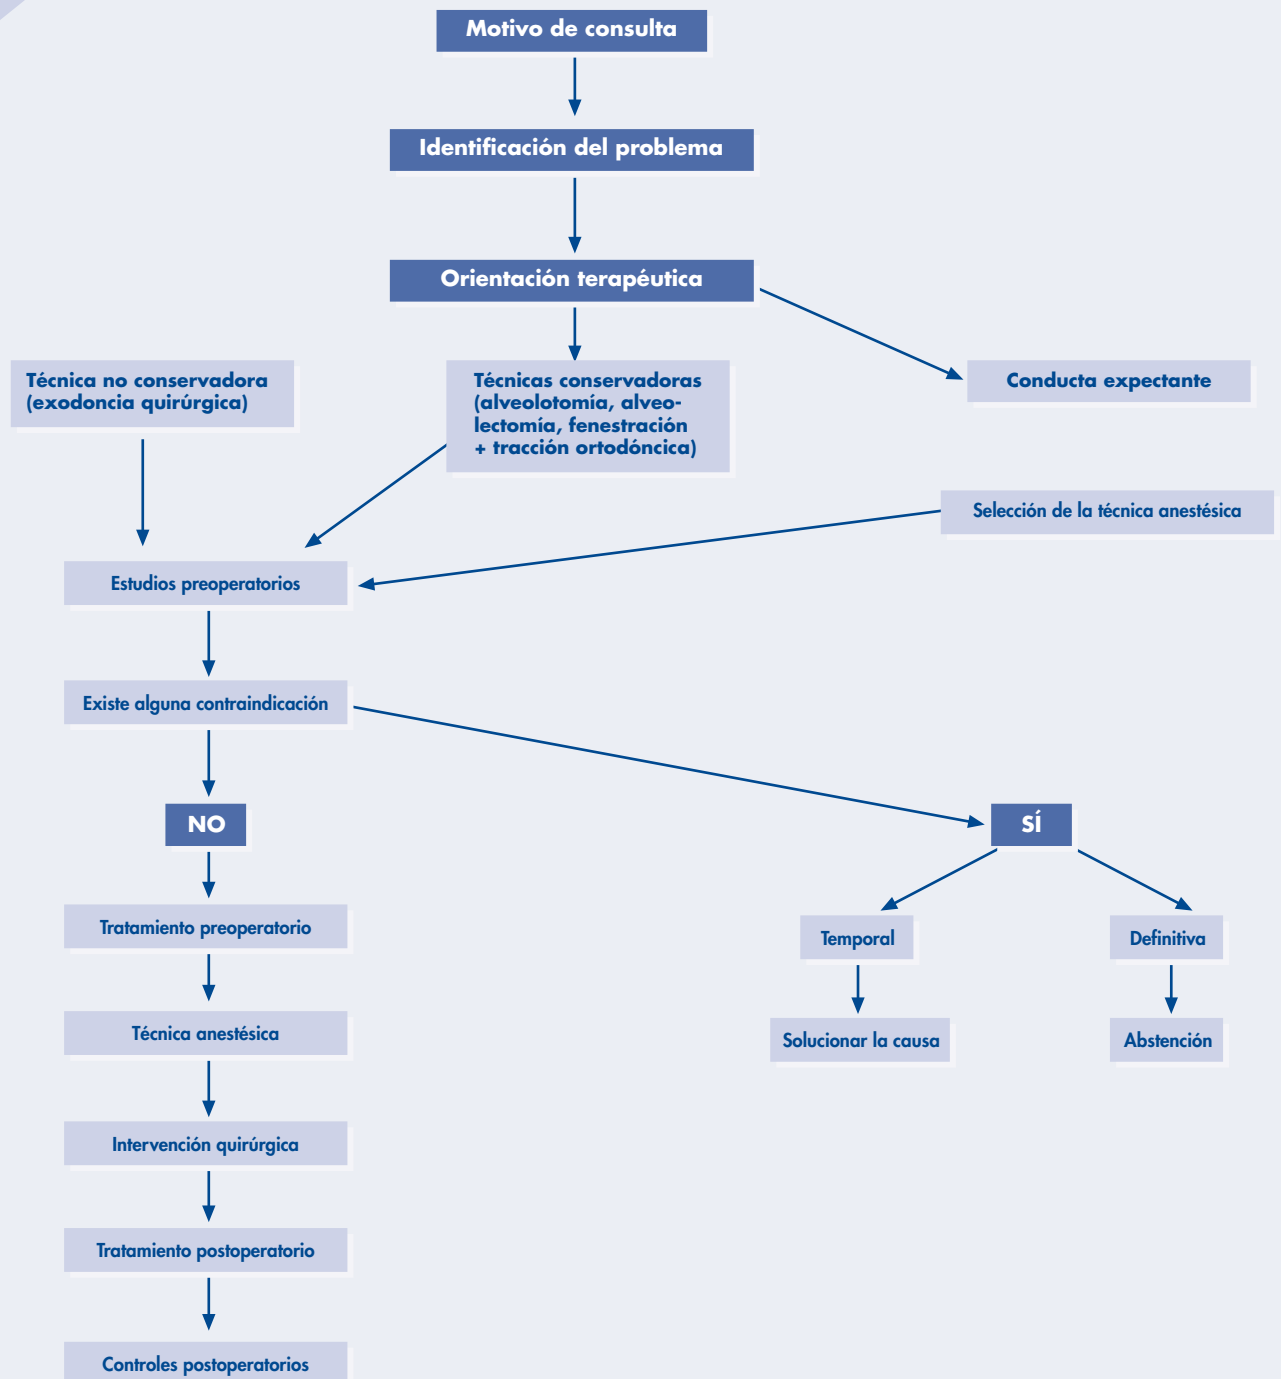 Motivo de consulta
Identificación del problema
Orientación terapéutica
Técnica no conservadora
(exodoncia quirúrgica)
Técnicas conservadoras
(alveolotomía, alveo-
lectomía, fenestración
+ tracción ortodóncica)
Conducta expectante
Selección de la técnica anestésica
Estudios preoperatorios
Existe alguna contraindicación
NO
SÍ
Tratamiento preoperatorio
Temporal
Definitiva
Técnica anestésica
Solucionar la causa
Abstención
Intervención quirúrgica
Tratamiento postoperatorio
Controles postoperatorios